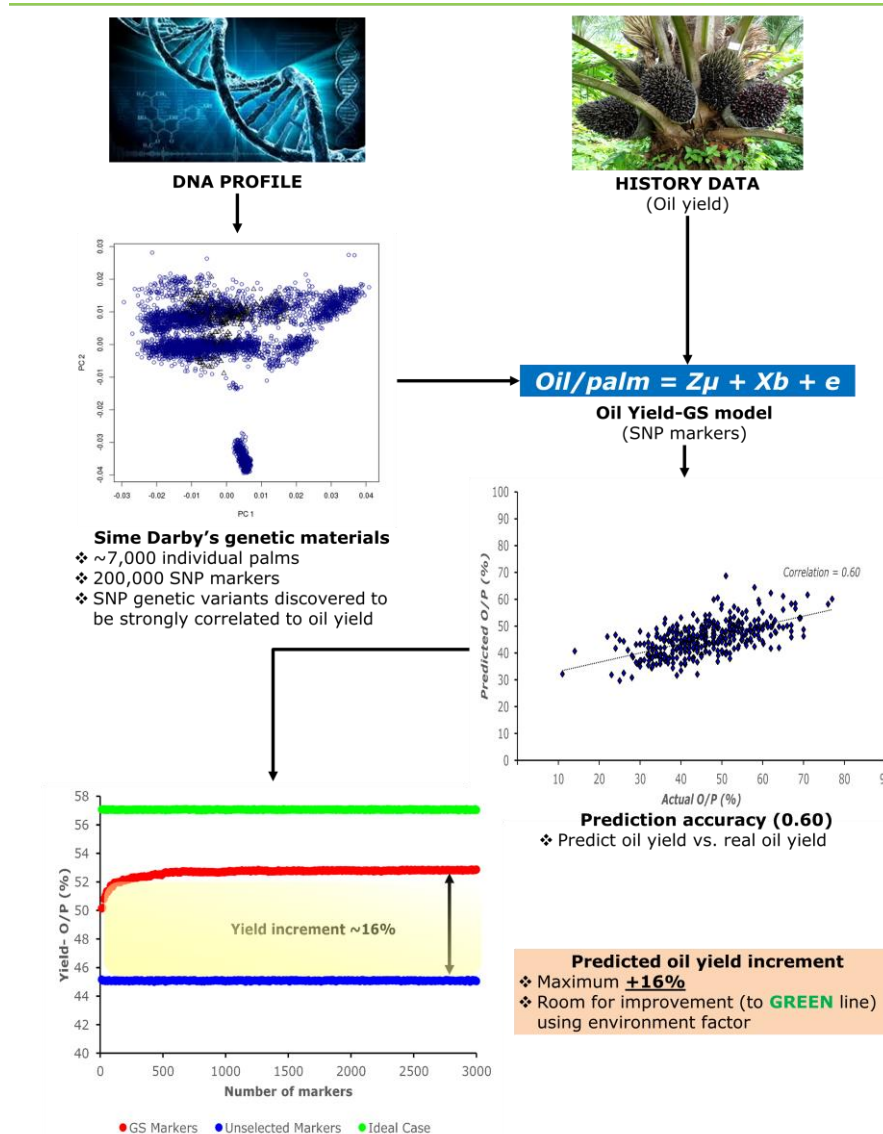 DNA PROFILE
HISTORY DATA
(Oil yield)
0.03
0.02
0.01
0.00
-0.01
-0.02
-0.03
-0.04
PC 2
-0.03
-0.02
-0.01
0.00
0.01
0.02
0.03
0.04
PC 1
Oil/palm = Zµ + Xb + e
Oil Yield-GS model
(SNP markers)
Sime Darby’s genetic materials
❖ ~7,000 individual palms
❖ 200,000 SNP markers
❖ SNP genetic variants discovered to
be strongly correlated to oil yield
100
90
80
70
60
50
40
30
20
10
0
Predicted O/P (%)
Correlation = 0.60
10
20
30
40
50
60
70
80
Actual O/P (%)
Prediction accuracy (0.60)
❖ Predict oil yield vs. real oil yield
58
56
54
52
50
48
46
44
42
40
Yield- O/P (%)
Yield increment ~16%
0
500
1000
1500
2000
2500
3000
Number of markers
GS Markers
Unselected Markers
Ideal Case
Predicted oil yield increment
❖ Maximum +16%
❖ Room for improvement (to GREEN line)
using environment factor